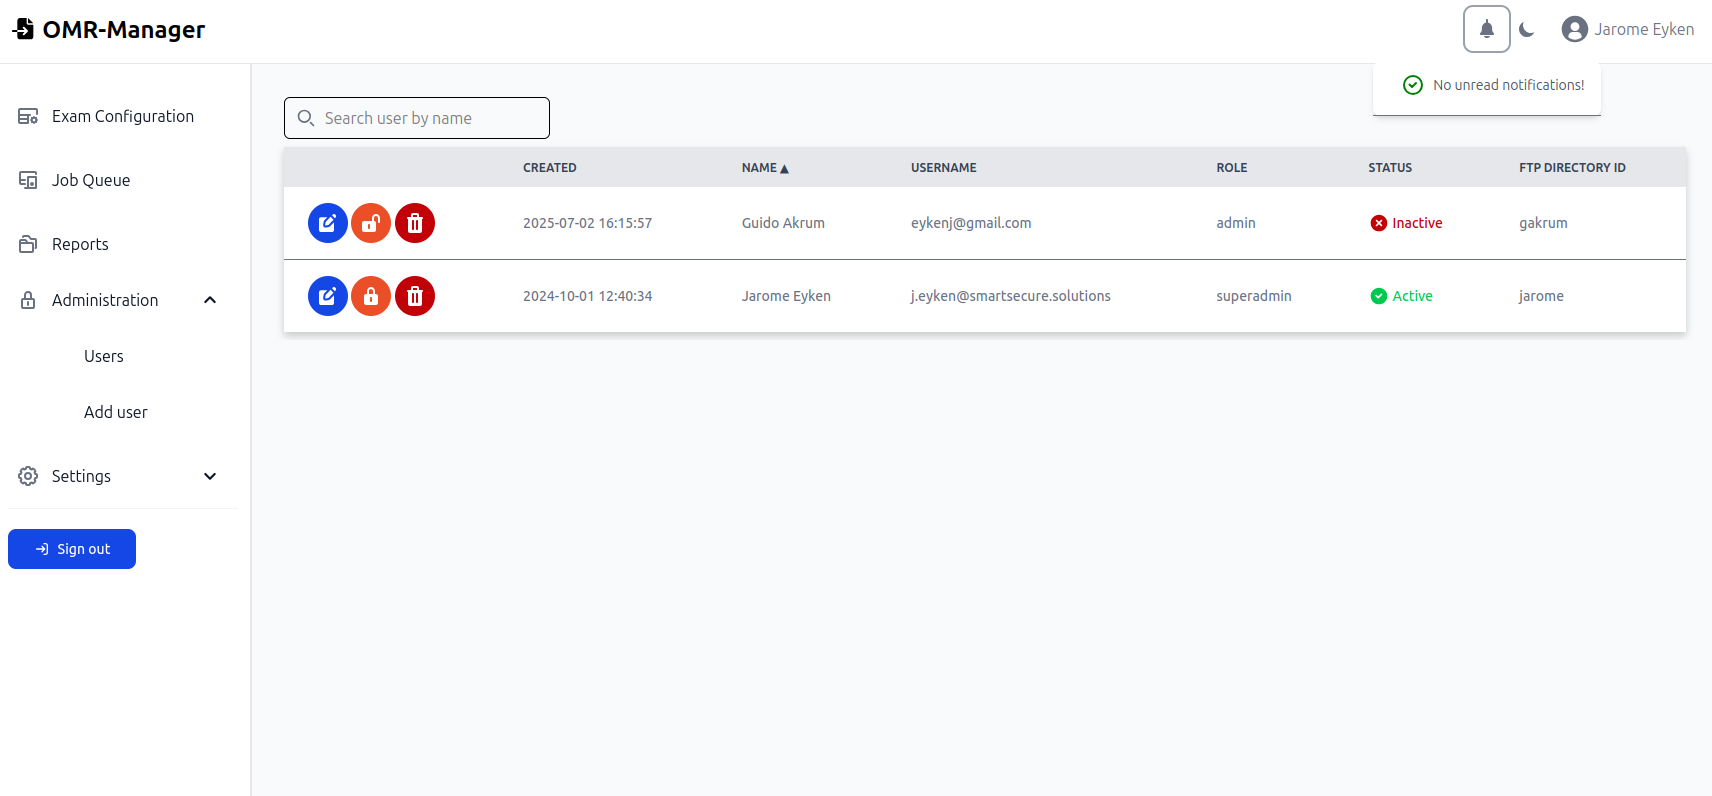 OMR-Manager
Jarome Eyken
No unread notifications!
Exam Configuration
Job Queue
Reports
Administration
Users
Add user
Settings
Sign out
Search user by name
CREATED NAME ▲ USERNAME ROLE STATUS FTP DIRECTORY ID
2025-07-02 16:15:57 Guido Akrum eykenj@gmail.com admin Inactive gakrum
2024-10-01 12:40:34 Jarome Eyken j.eyken@smartsecure.solutions superadmin Active jarome